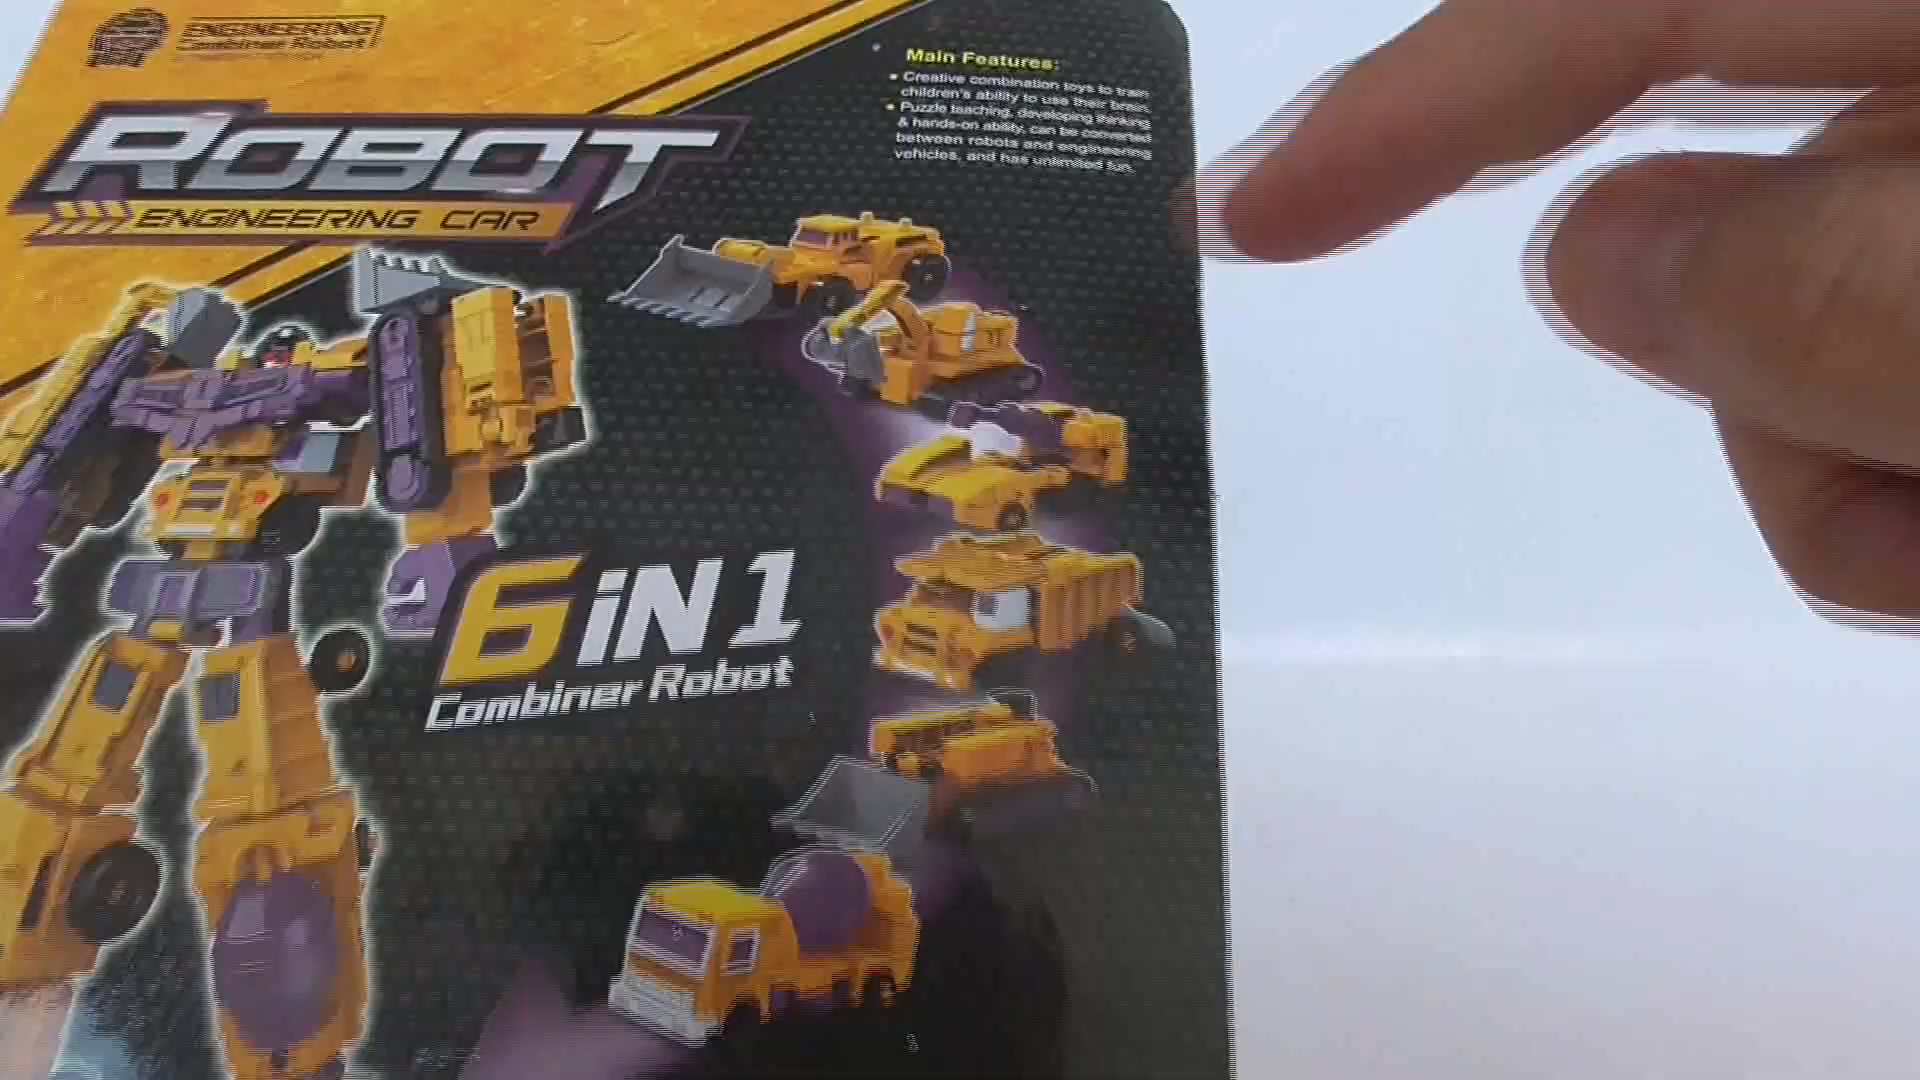 ENGINEERING
Combiner Robot
ROBOT
ENGINEERING CAR
Main Features:
• Creative combination toys to train
children's ability to use their brain.
• Puzzle teaching, developing thinking
& hands-on ability, can be converted
between robots and engineering
vehicles, and has unlimited fun.
6 iN 1
Combiner Robot